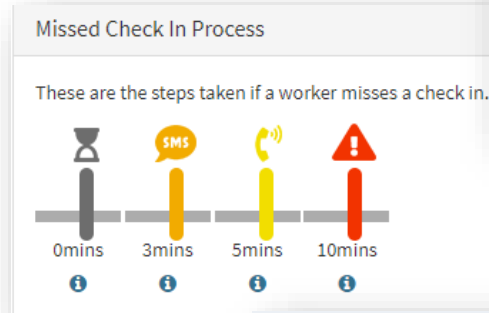 Missed Check In Process
These are the steps taken if a worker misses a check in.
SMS
0mins 3mins 5mins 10mins